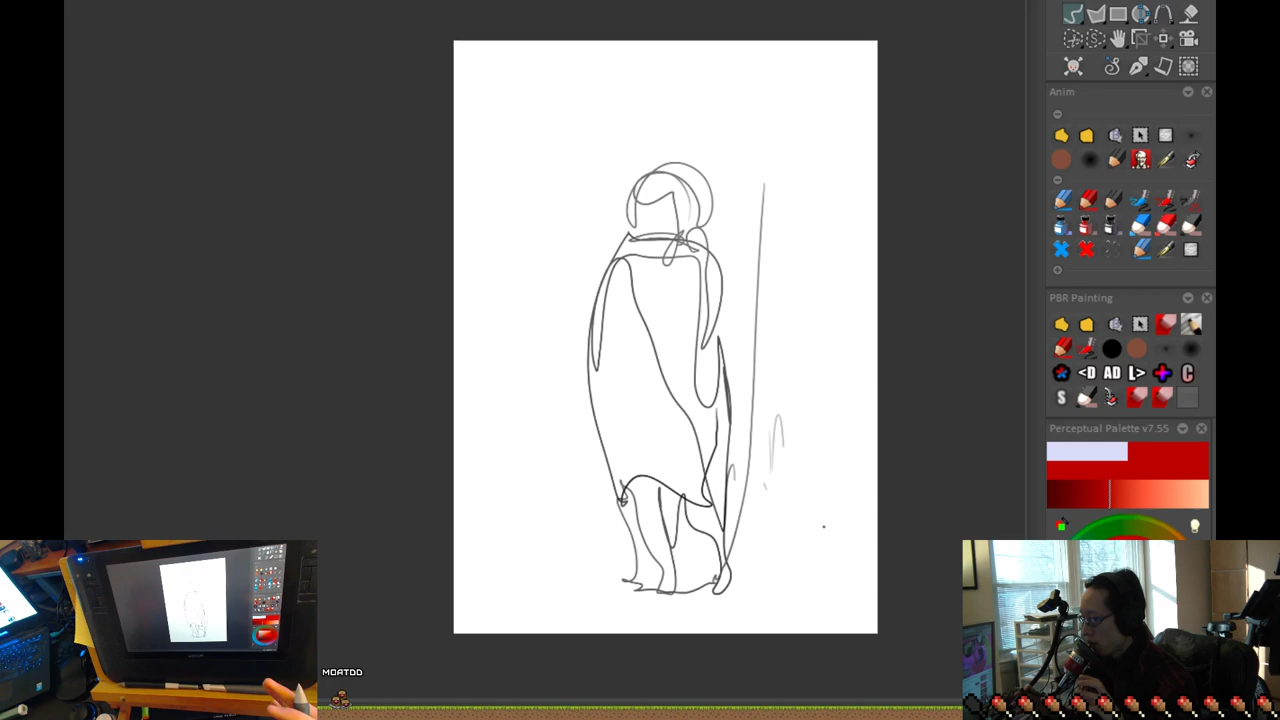 Anim
PBR Painting
<D AD L> C
S
Perceptual Palette v7.55
MOATDD